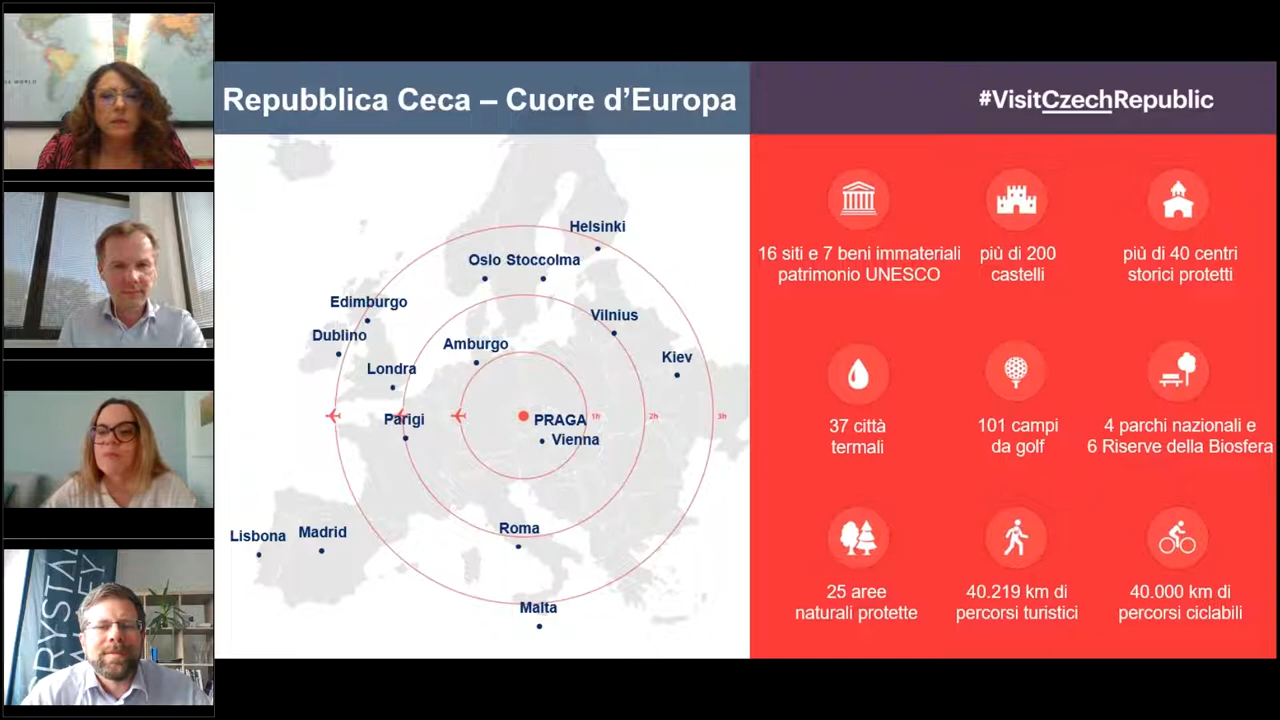 Repubblica Ceca – Cuore d’Europa
#VisitCzechRepublic
Helsinki
Oslo
Stoccolma
Edimburgo
Vilnius
Dublino
Amburgo
Kiev
Londra
Parigi
PRAGA
1h
2h
3h
Vienna
Roma
Lisbona
Madrid
Malta
16 siti e 7 beni immateriali
patrimonio UNESCO
più di 200
castelli
più di 40 centri
storici protetti
37 città
termali
101 campi
da golf
4 parchi nazionali e
6 Riserve della Biosfera
25 aree
naturali protette
40.219 km di
percorsi turistici
40.000 km di
percorsi ciclabili
WORLD